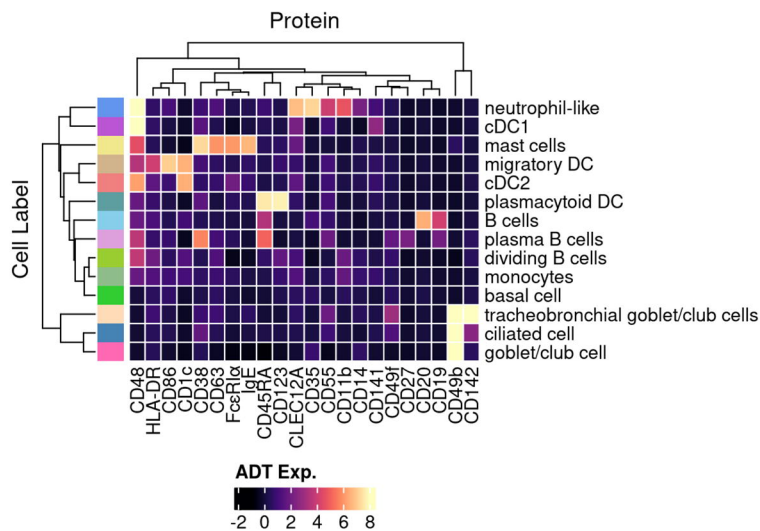 Protein
Cell Label
neutrophil-like
cDC1
mast cells
migratory DC
cDC2
plasmacytoid DC
B cells
plasma B cells
dividing B cells
monocytes
basal cell
tracheobronchial goblet/club cells
ciliated cell
goblet/club cell
CD48
HLA-DR
CD86
CD1c
CD38
CD63
FcεRIα
IgE
CD45RA
CD123
CLEC12A
CD35
CD55
CD11b
CD14
CD141
CD49f
CD27
CD20
CD19
CD49b
CD142
ADT Exp.
-2 0 2 4 6 8